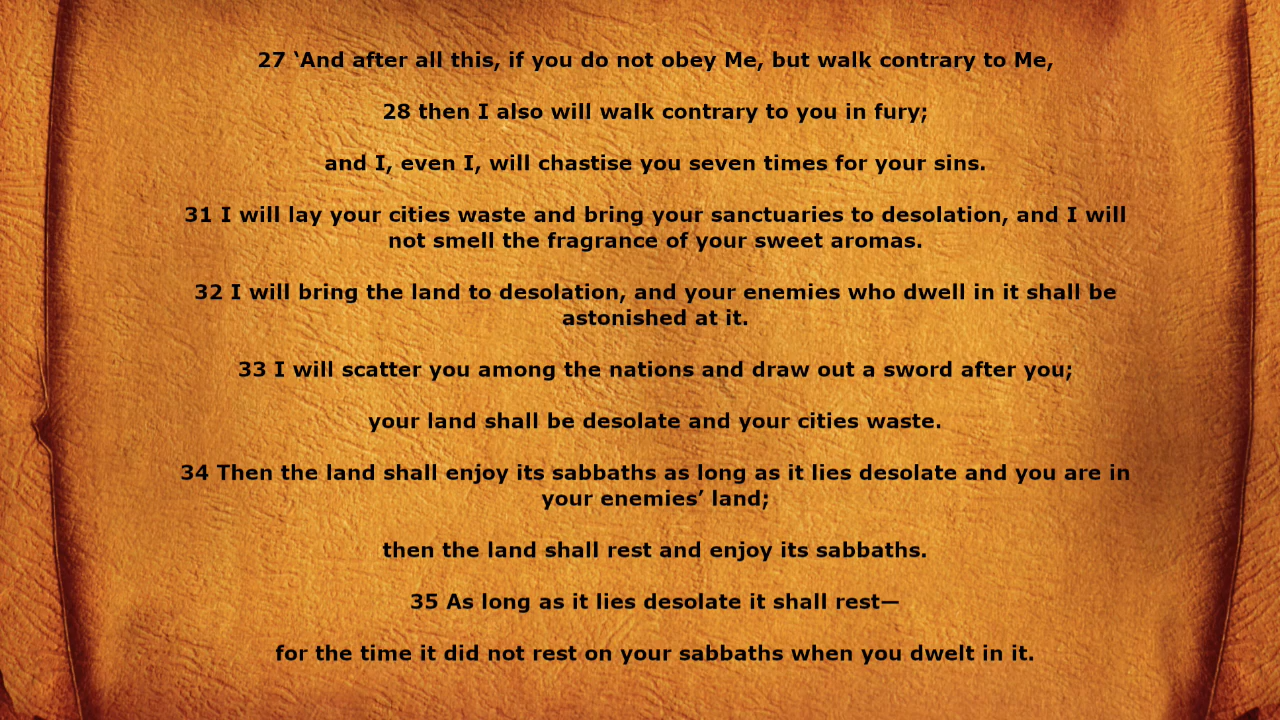 27 ‘And after all this, if you do not obey Me, but walk contrary to Me,
28 then I also will walk contrary to you in fury;
and I, even I, will chastise you seven times for your sins.
31 I will lay your cities waste and bring your sanctuaries to desolation, and I will
not smell the fragrance of your sweet aromas.
32 I will bring the land to desolation, and your enemies who dwell in it shall be
astonished at it.
33 I will scatter you among the nations and draw out a sword after you;
your land shall be desolate and your cities waste.
34 Then the land shall enjoy its sabbaths as long as it lies desolate and you are in
your enemies’ land;
then the land shall rest and enjoy its sabbaths.
35 As long as it lies desolate it shall rest—
for the time it did not rest on your sabbaths when you dwelt in it.